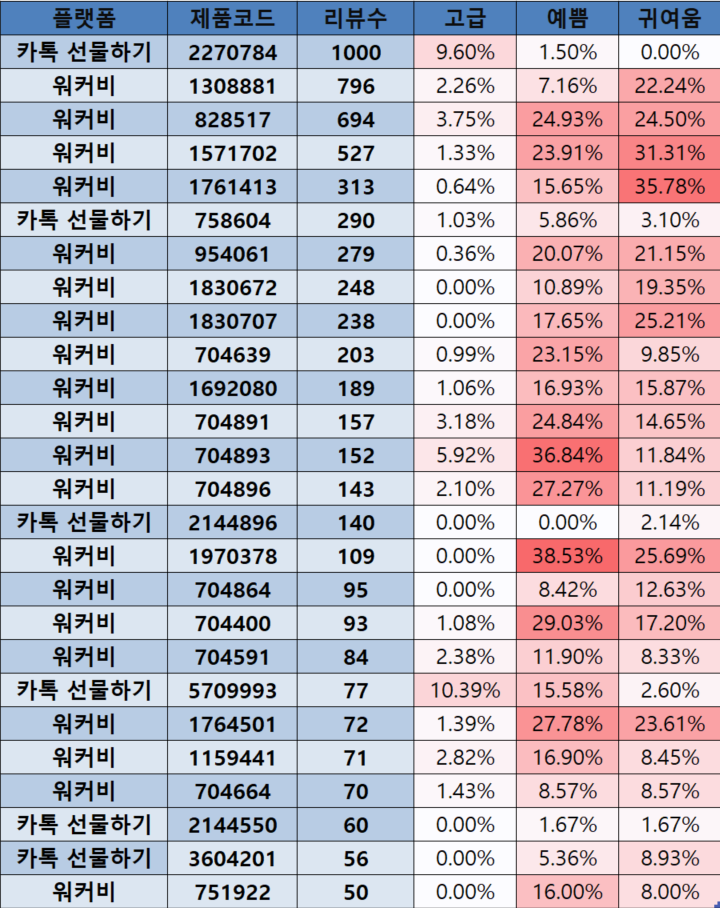 플랫폼 제품코드 리뷰수 고급 예쁨 귀여움
카톡 선물하기 2270784 1000 9.60% 1.50% 0.00%
워커비 1308881 796 2.26% 7.16% 22.24%
워커비 828517 694 3.75% 24.93% 24.50%
워커비 1571702 527 1.33% 23.91% 31.31%
워커비 1761413 313 0.64% 15.65% 35.78%
카톡 선물하기 758604 290 1.03% 5.86% 3.10%
워커비 954061 279 0.36% 20.07% 21.15%
워커비 1830672 248 0.00% 10.89% 19.35%
워커비 1830707 238 0.00% 17.65% 25.21%
워커비 704639 203 0.99% 23.15% 9.85%
워커비 1692080 189 1.06% 16.93% 15.87%
워커비 704891 157 3.18% 24.84% 14.65%
워커비 704893 152 5.92% 36.84% 11.84%
워커비 704896 143 2.10% 27.27% 11.19%
카톡 선물하기 2144896 140 0.00% 0.00% 2.14%
워커비 1970378 109 0.00% 38.53% 25.69%
워커비 704864 95 0.00% 8.42% 12.63%
워커비 704400 93 1.08% 29.03% 17.20%
워커비 704591 84 2.38% 11.90% 8.33%
카톡 선물하기 5709993 77 10.39% 15.58% 2.60%
워커비 1764501 72 1.39% 27.78% 23.61%
워커비 1159441 71 2.82% 16.90% 8.45%
워커비 704664 70 1.43% 8.57% 8.57%
카톡 선물하기 2144550 60 0.00% 1.67% 1.67%
카톡 선물하기 3604201 56 0.00% 5.36% 8.93%
워커비 751922 50 0.00% 16.00% 8.00%